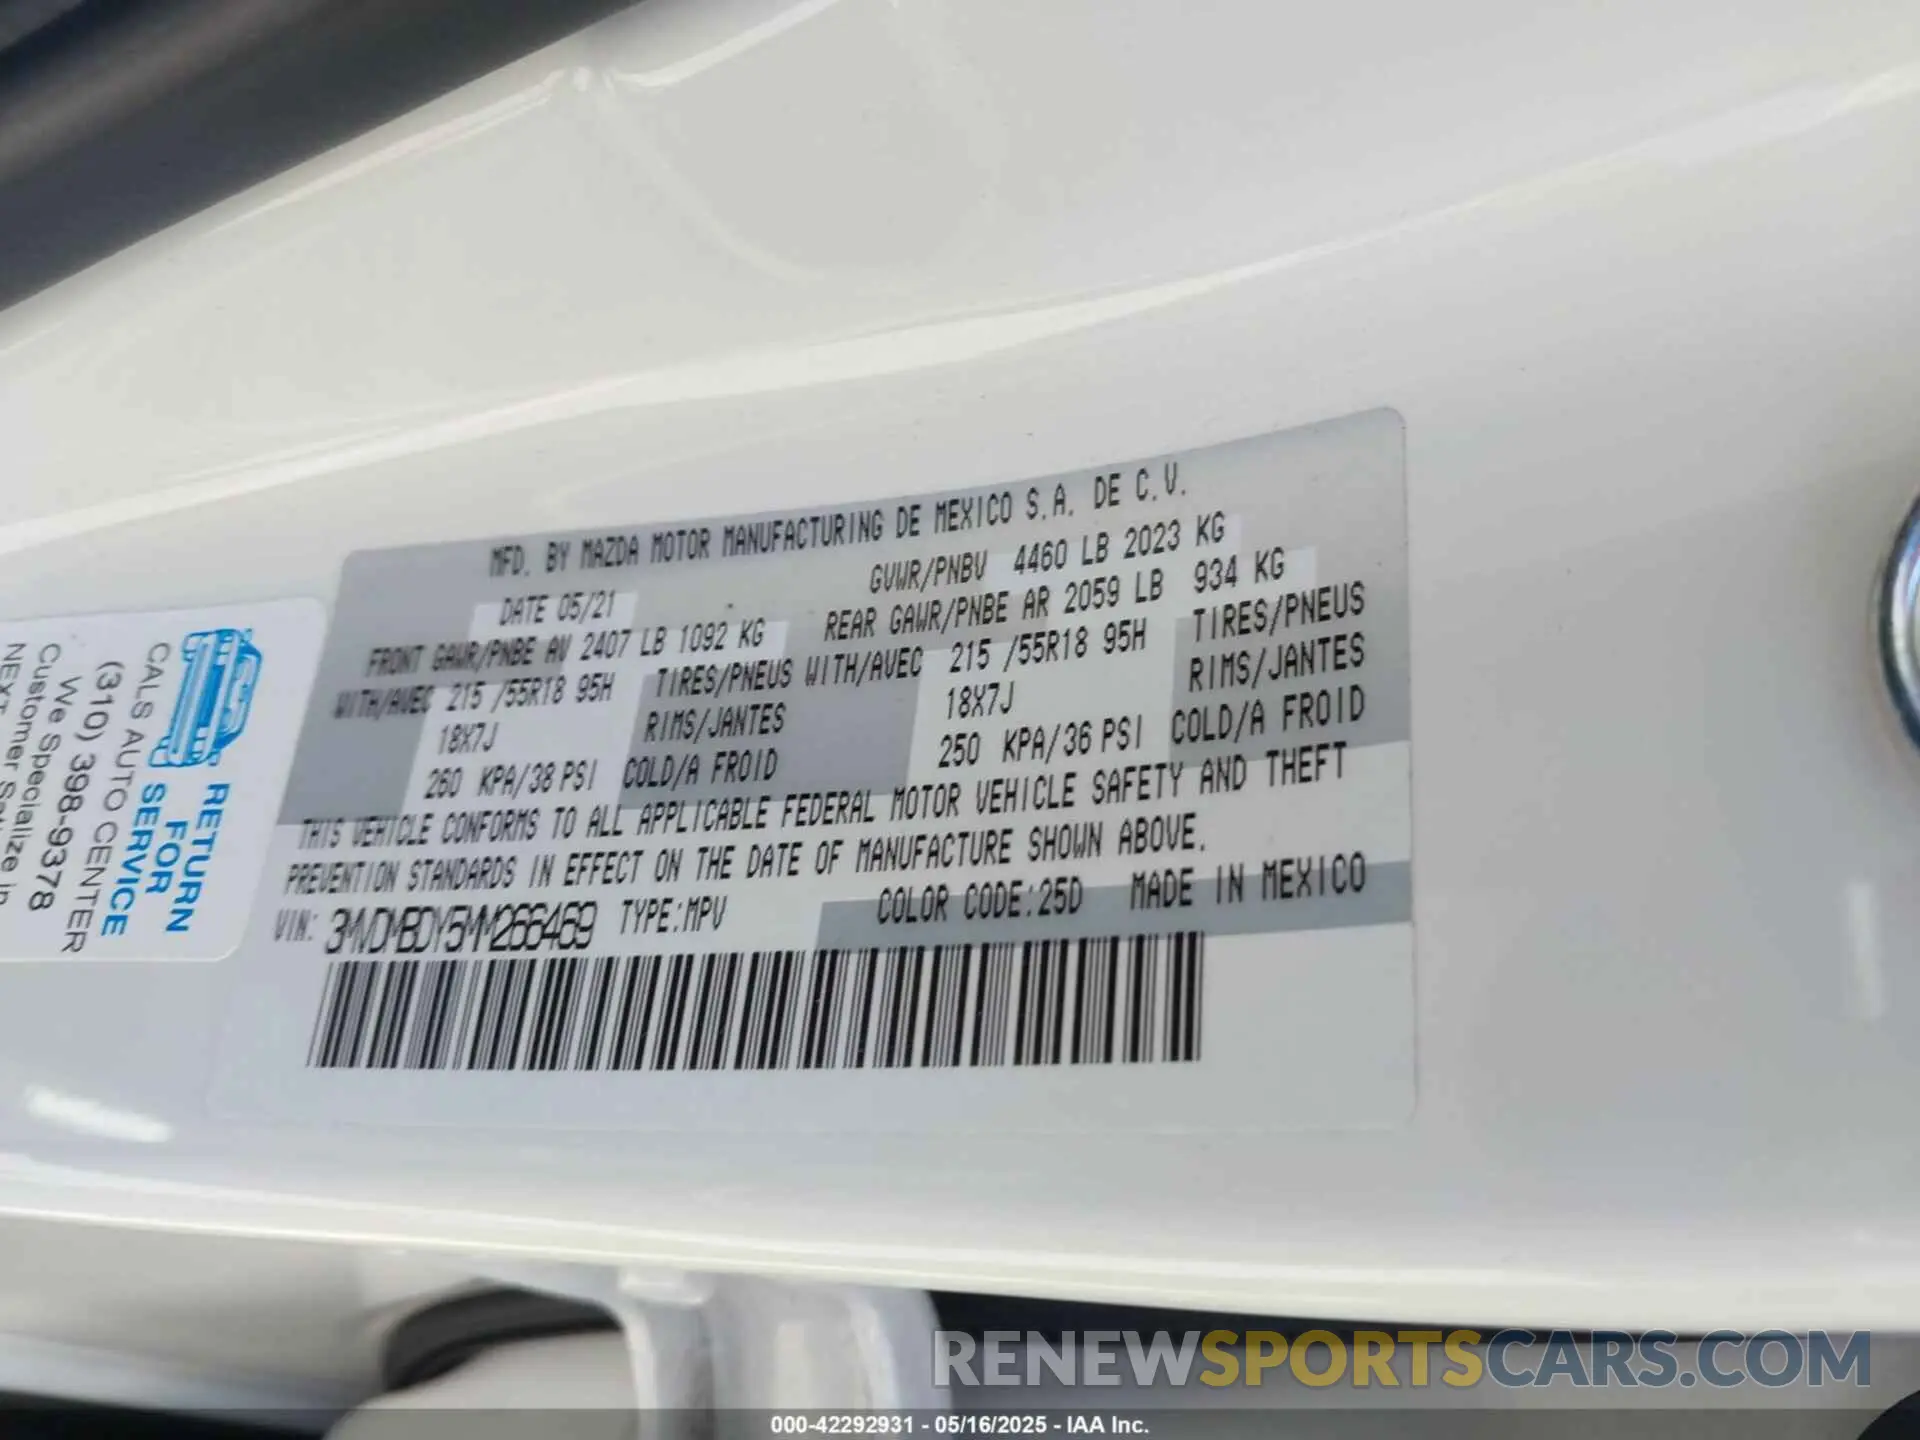 MFD. BY MAZDA MOTOR MANUFACTURING DE MEXICO S.A. DE C.V.
DATE 05/21 GVWR/PNBV 4460 LB 2023 KG
FRONT GAWR/PNBE AV 2407 LB 1092 KG REAR GAWR/PNBE AR 2059 LB 934 KG
WITH/AVEC 215 /55R18 95H TIRES/PNEUS WITH/AVEC 215 /55R18 95H TIRES/PNEUS
18X7J RIMS/JANTES 18X7J RIMS/JANTES
260 KPA/38 PSI COLD/A FROID 250 KPA/36 PSI COLD/A FROID
THIS VEHICLE CONFORMS TO ALL APPLICABLE FEDERAL MOTOR VEHICLE SAFETY AND THEFT
PREVENTION STANDARDS IN EFFECT ON THE DATE OF MANUFACTURE SHOWN ABOVE.
VIN: 3MVDMBDY5MM266469 TYPE:MPV COLOR CODE:25D MADE IN MEXICO
RETURN
FOR
SERVICE
CALS AUTO CENTER
(310) 398-9378
We Specialize in
Customer
NEXT
RENEWSPORTSCARS.COM
000-42292931 - 05/16/2025 - IAA Inc.